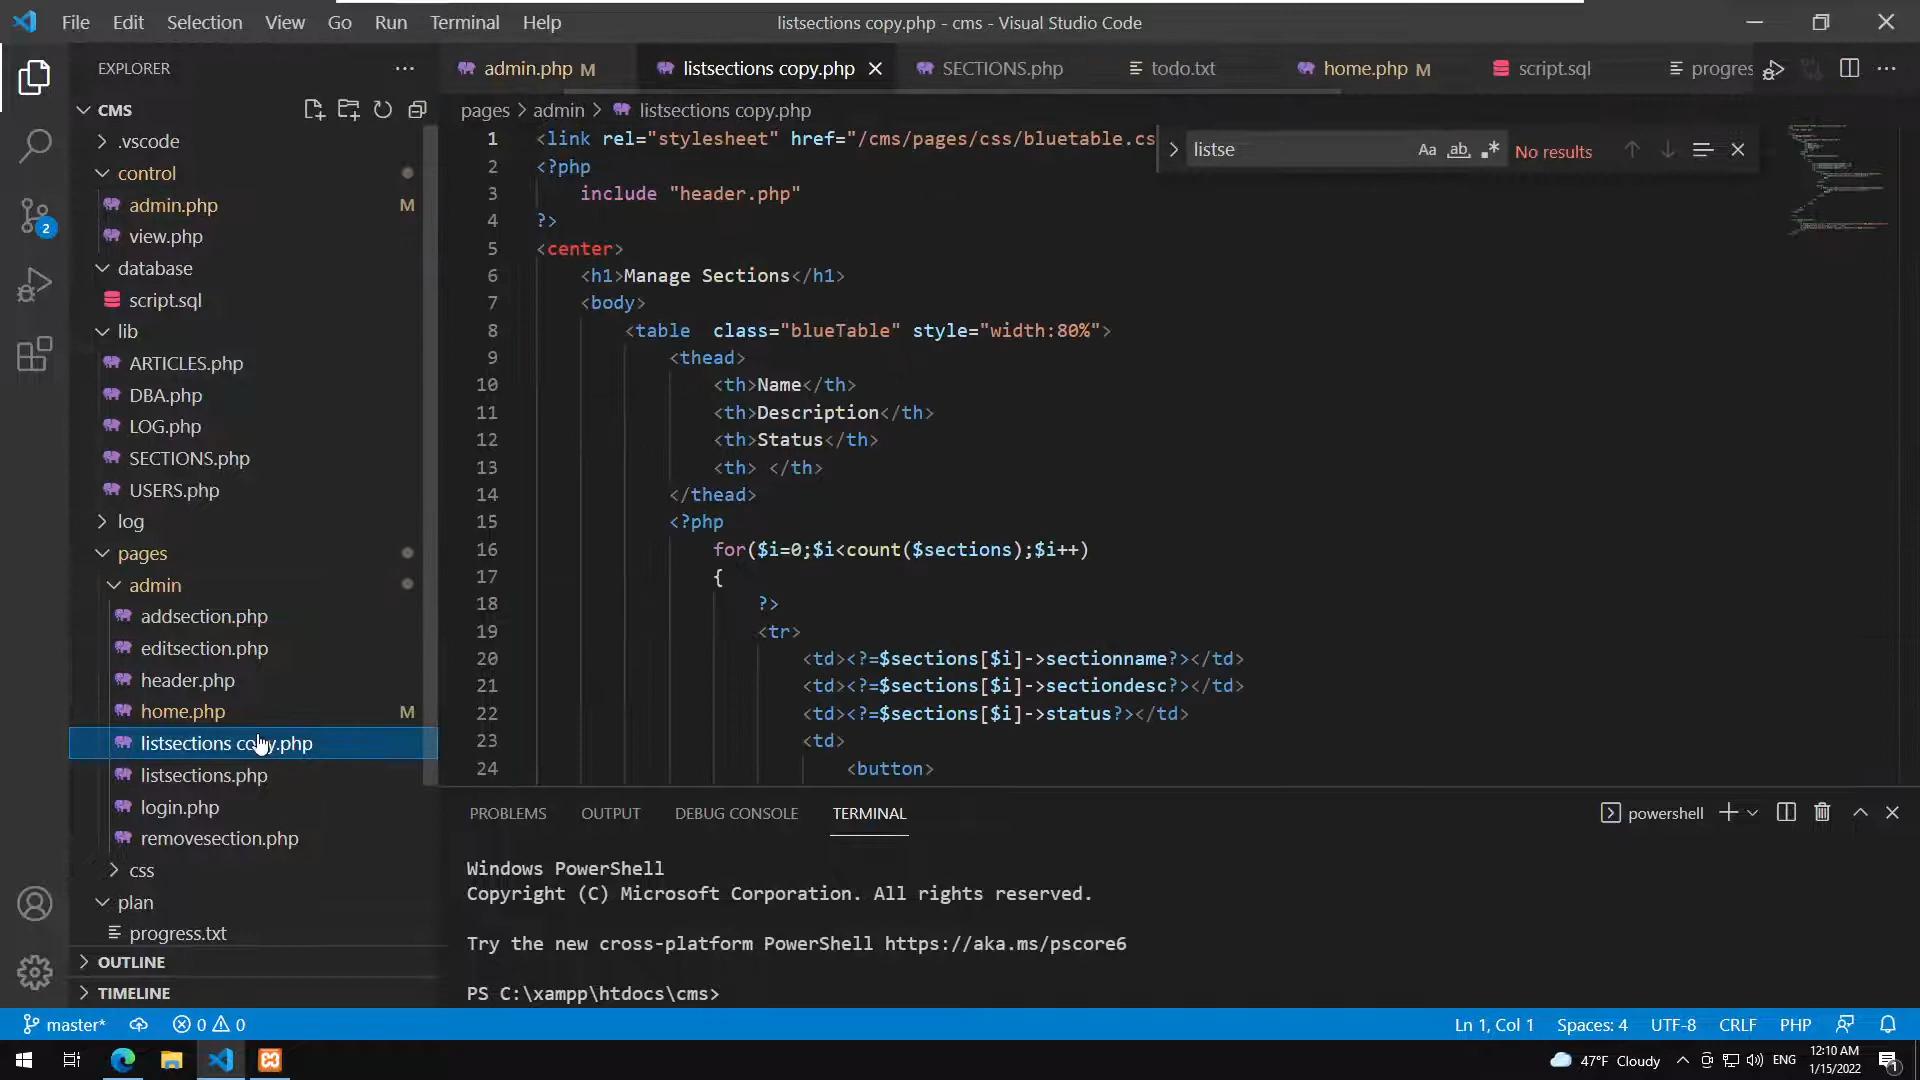 File Edit Selection View Go Run Terminal Help
listsections copy.php - cms - Visual Studio Code
EXPLORER
CMS
.vscode
control
admin.php M
view.php
database
script.sql
lib
ARTICLES.php
DBA.php
LOG.php
SECTIONS.php
USERS.php
log
pages
admin
addsection.php
editsection.php
header.php
home.php M
listsections copy.php
listsections.php
login.php
removesection.php
css
plan
progress.txt
OUTLINE
TIMELINE
2
admin.php M listsections copy.php SECTIONS.php todo.txt home.php M script.sql progres
pages > admin > listsections copy.php
listse Aa ab No results
1 <link rel="stylesheet" href="/cms/pages/css/bluetable.cs
2 <?php
3 include "header.php"
4 ?>
5 <center>
6 <h1>Manage Sections</h1>
7 <body>
8 <table  class="blueTable" style="width:80%">
9 <thead>
10 <th>Name</th>
11 <th>Description</th>
12 <th>Status</th>
13 <th> </th>
14 </thead>
15 <?php
16 for($i=0;$i<count($sections);$i++)
17 {
18 ?>
19 <tr>
20 <td><?=$sections[$i]->sectionname?></td>
21 <td><?=$sections[$i]->sectiondesc?></td>
22 <td><?=$sections[$i]->status?></td>
23 <td>
24 <button>
PROBLEMS OUTPUT DEBUG CONSOLE TERMINAL
powershell
Windows PowerShell
Copyright (C) Microsoft Corporation. All rights reserved.
Try the new cross-platform PowerShell https://aka.ms/pscore6
PS C:\xampp\htdocs\cms>
master* 0 0
Ln 1, Col 1 Spaces: 4 UTF-8 CRLF PHP
47°F Cloudy ENG
12:10 AM
1/15/2022
1